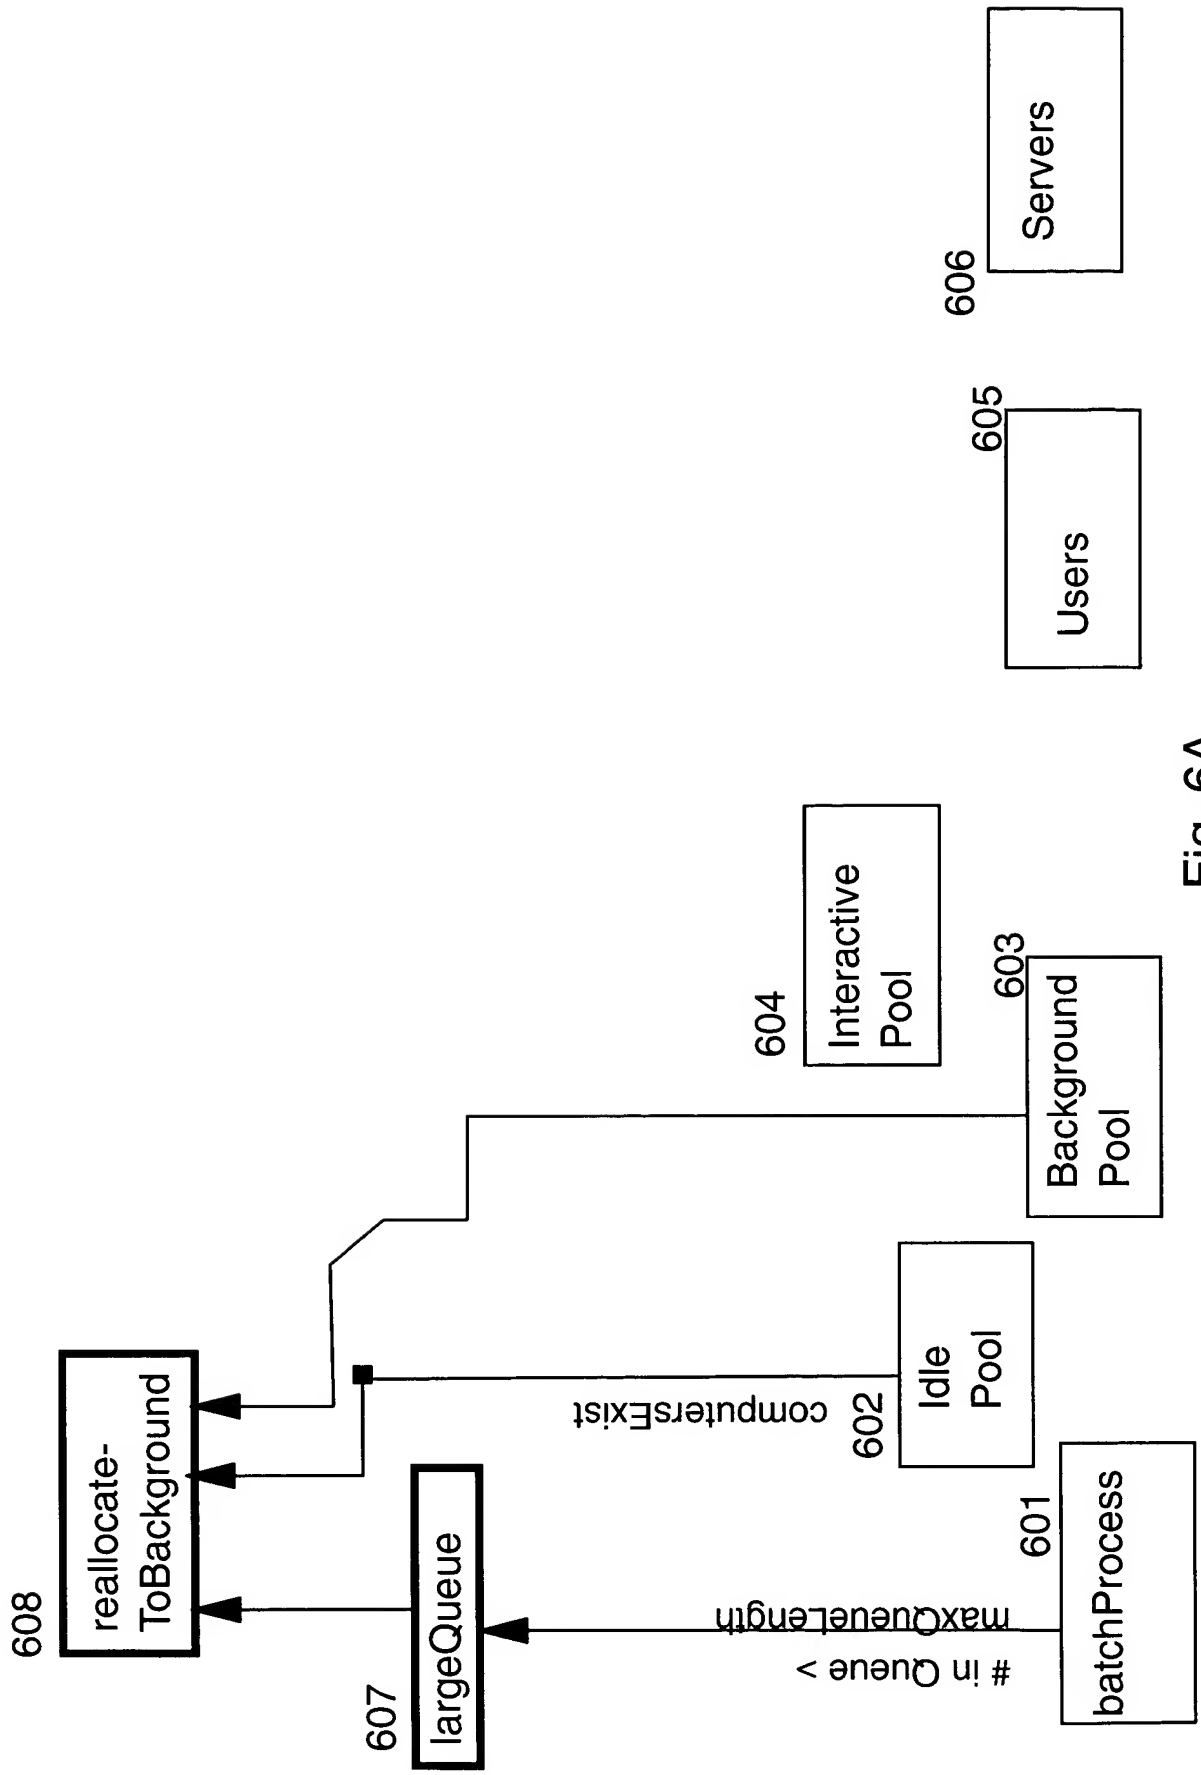 608
reallocate-
ToBackground
607
largeQueue
# in Queue >
maxQueueLength
601
batchProcess
computersExist
602
Idle
Pool
603
Background
Pool
604
Interactive
Pool
605
Users
606
Servers
Fig. 6A